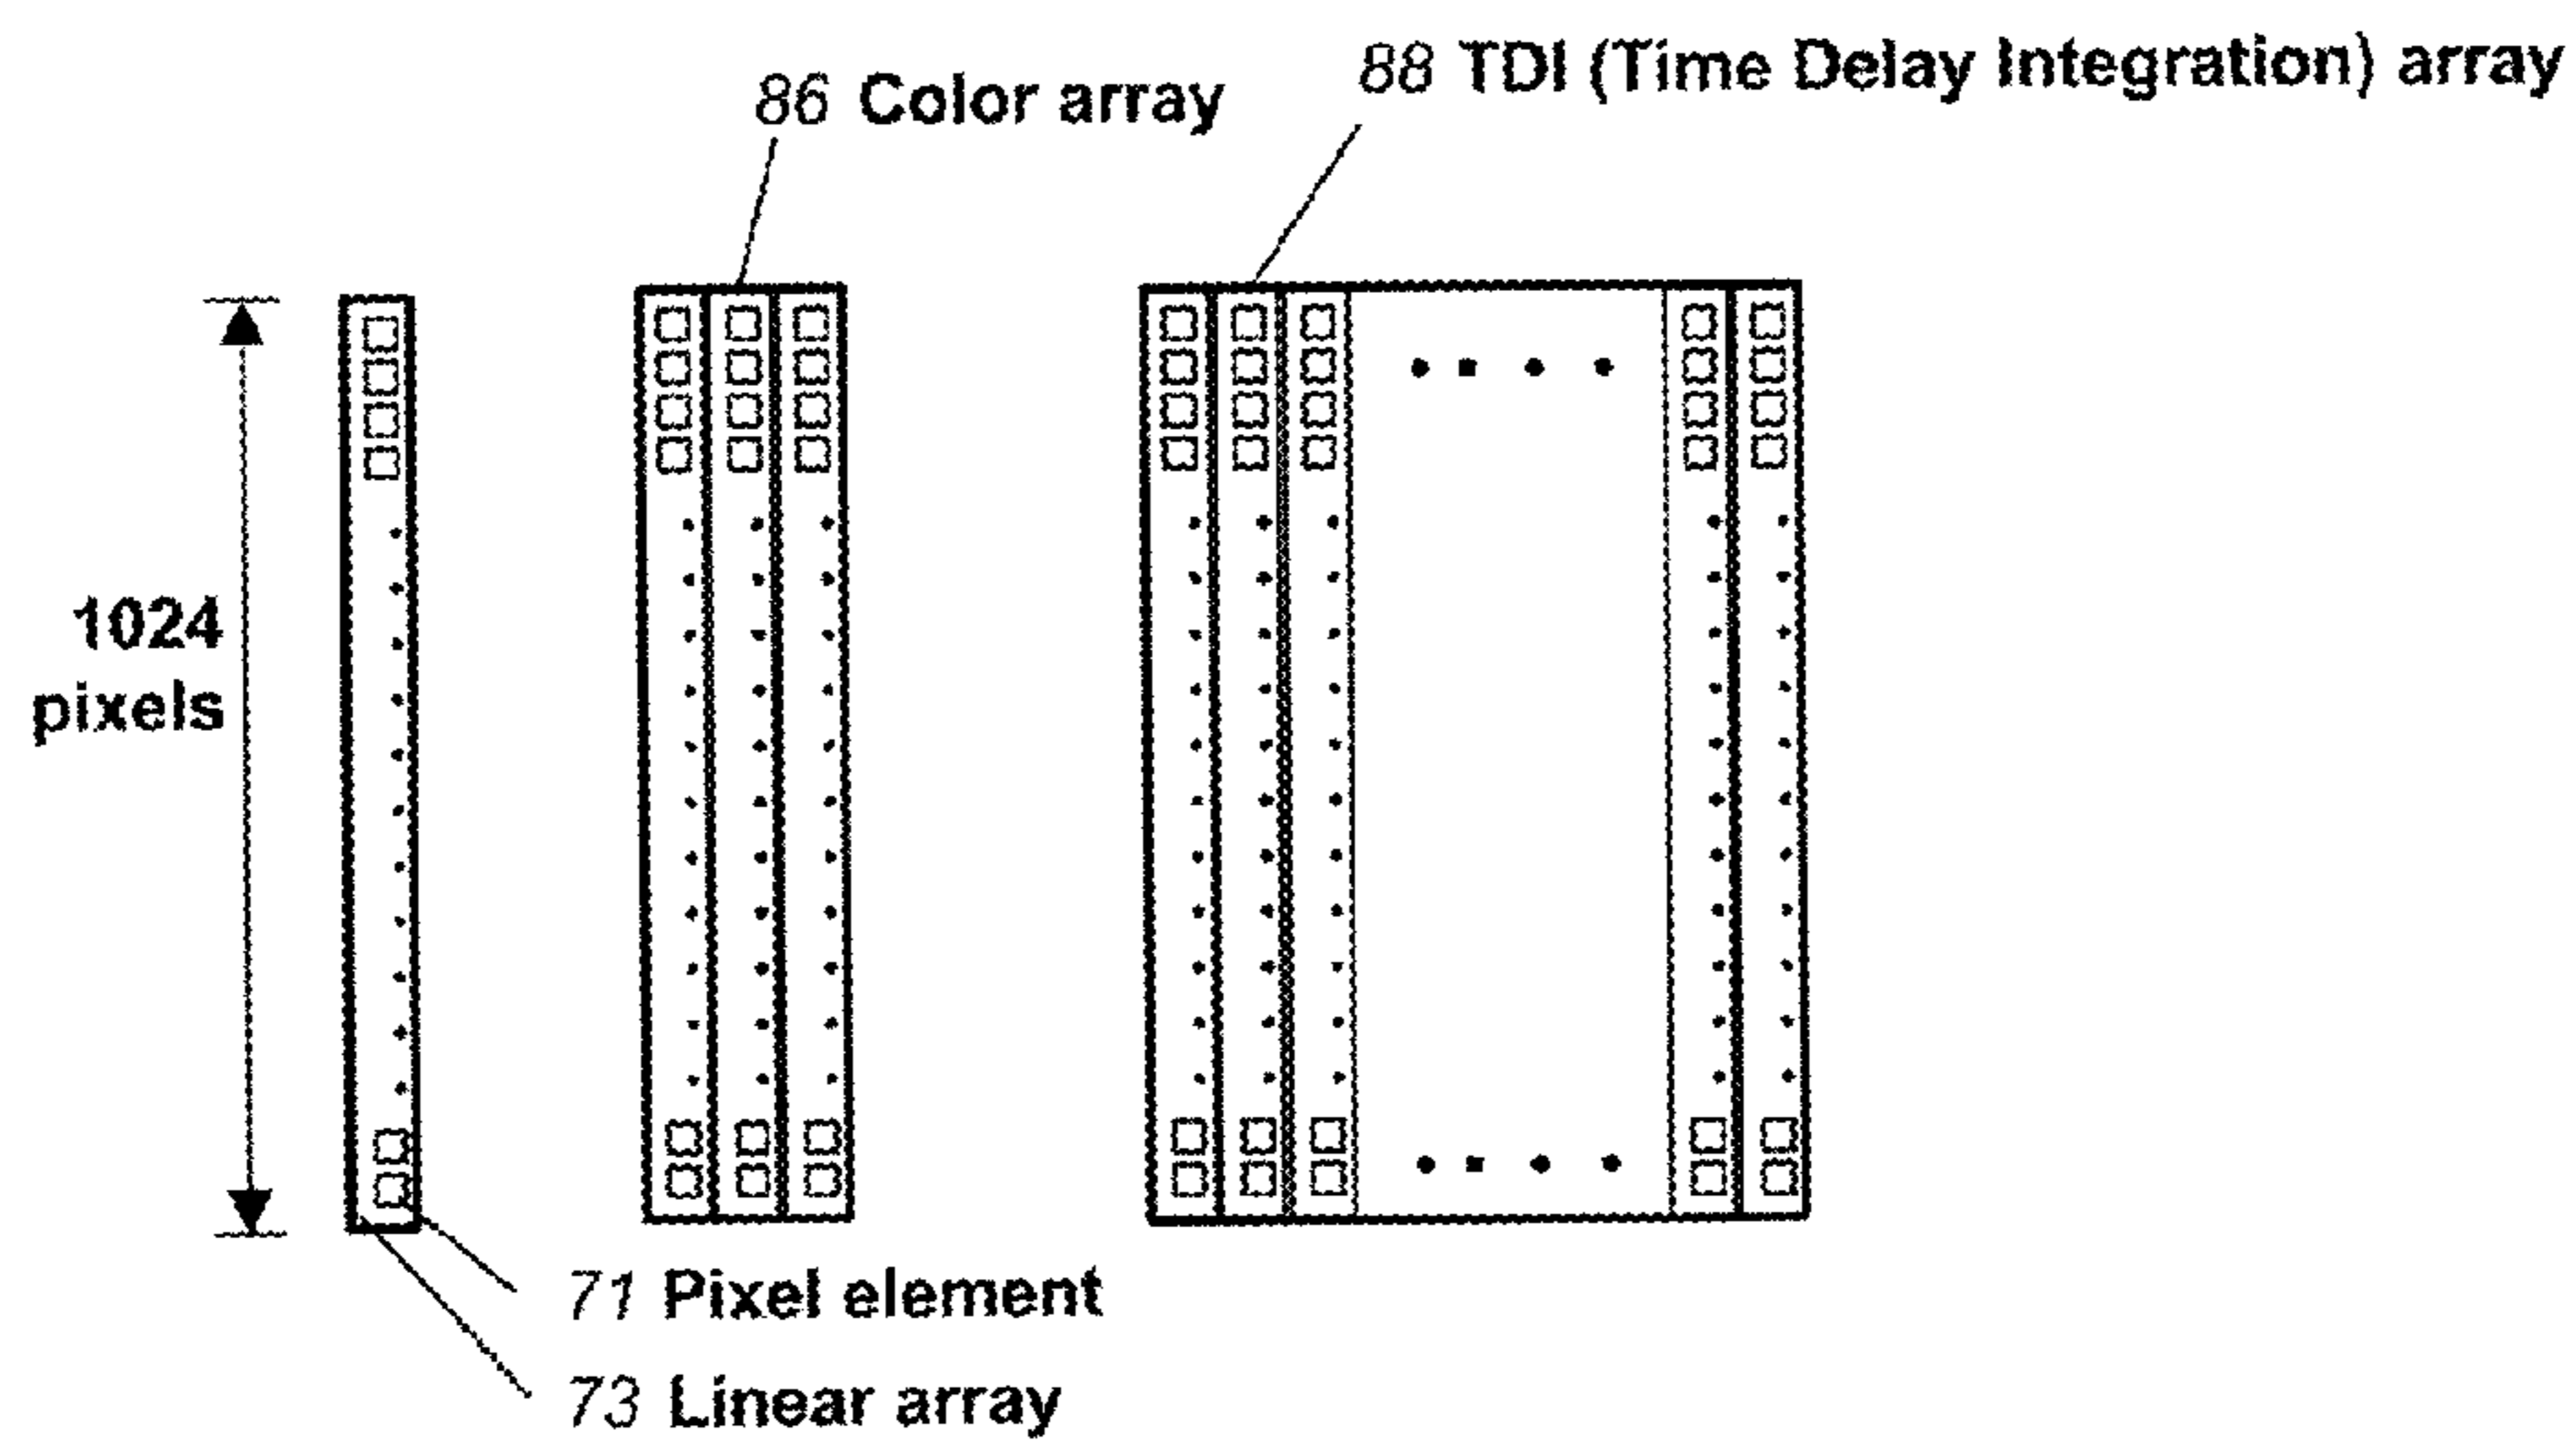 88 TDI (Time Delay Integration) array
86 Color array
1024
pixels
71 Pixel element
73 Linear array